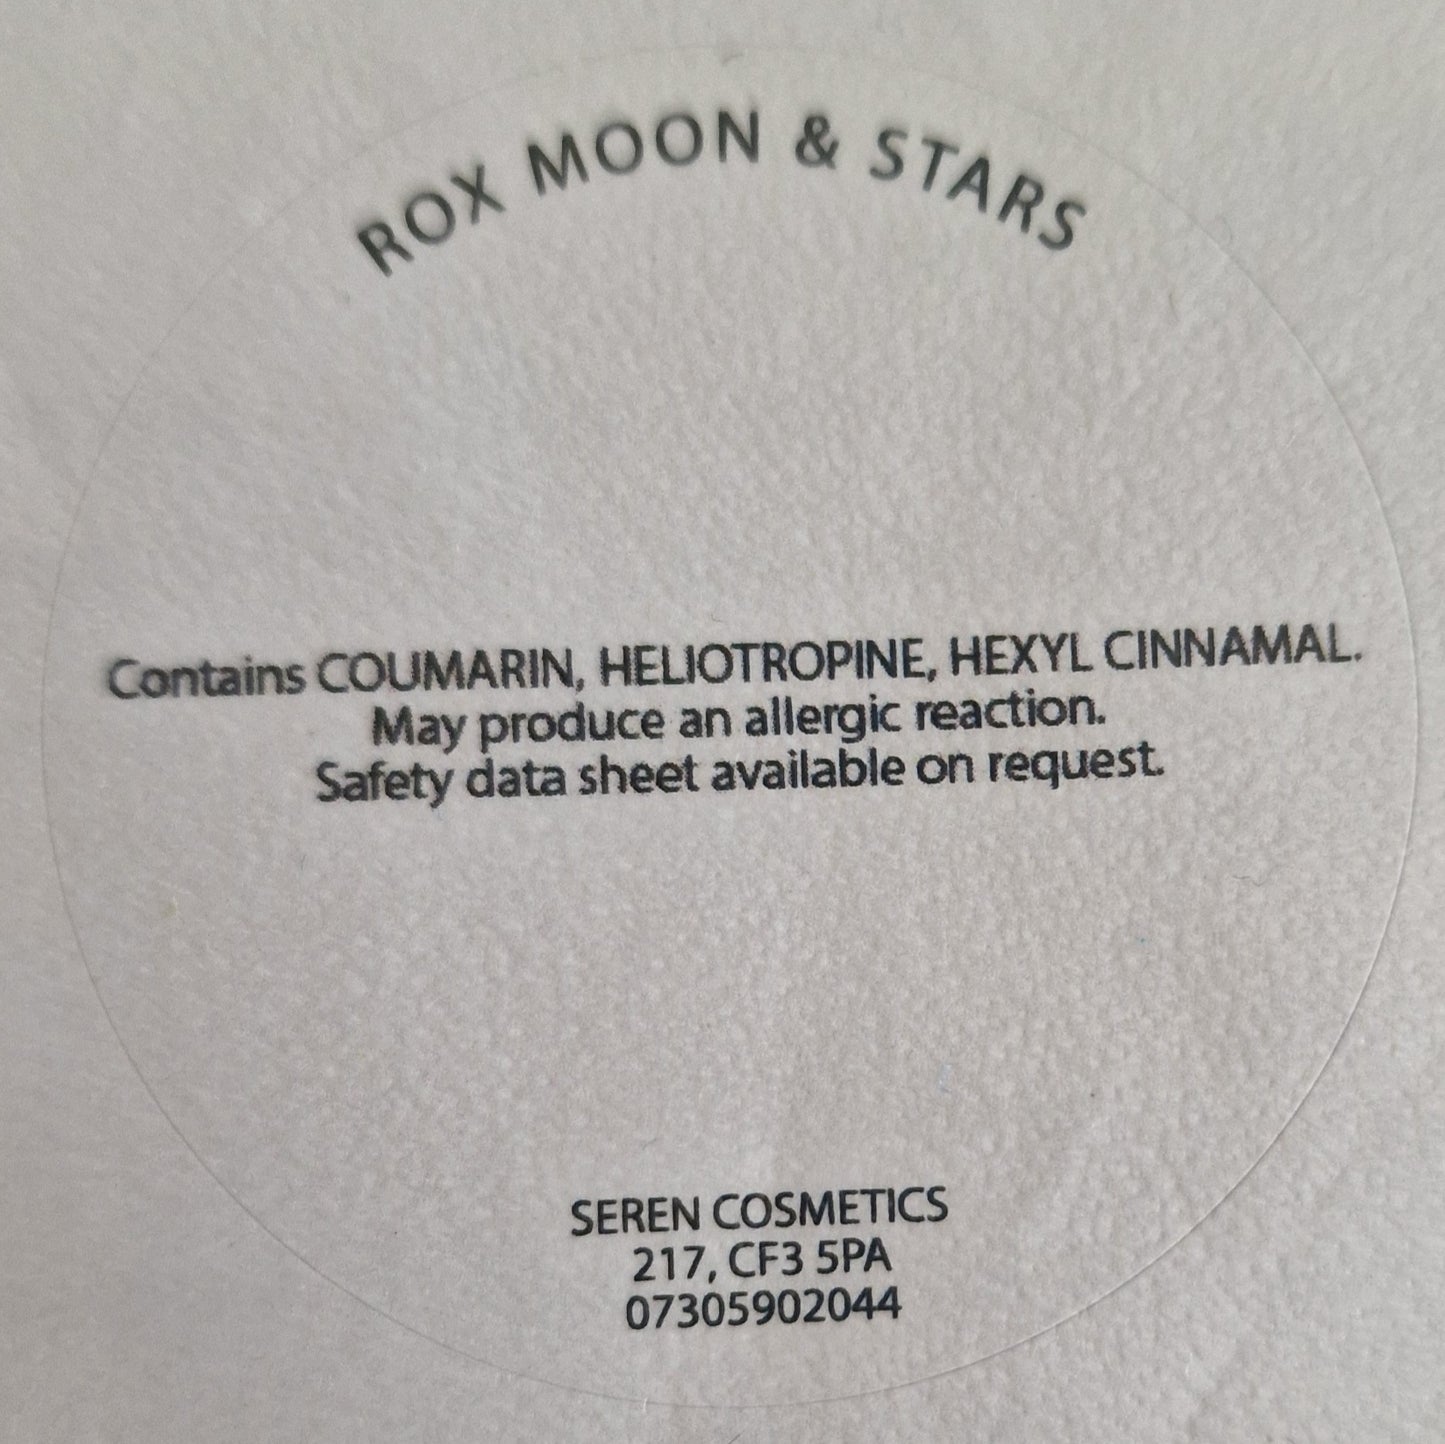 ROX MOON & STARS
Contains COUMARIN, HELIOTROPINE, HEXYL CINNAMAL.
May produce an allergic reaction.
Safety data sheet available on request.
SEREN COSMETICS
217, CF3 5PA
07305902044